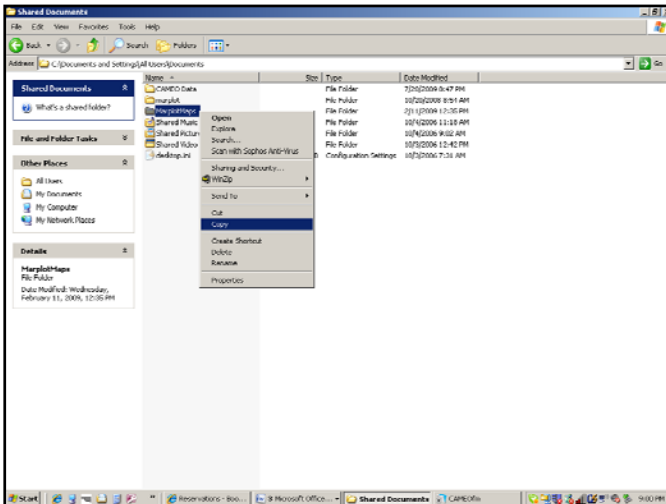 Shared Documents
File Edit View Favorites Tools Help
Back Search Folders
Address C:\Documents and Settings\All Users\Documents Go
Name Size Type Date Modified
Shared Documents
What's a shared folder?
File and Folder Tasks
Other Places
All Users
My Documents
My Computer
My Network Places
Details
MarplotMaps
File Folder
Date Modified: Wednesday,
February 11, 2009, 12:35 PM
CAMEO Data File Folder 7/20/2009 8:47 PM
marplot File Folder 10/20/2008 8:54 AM
MarplotMaps File Folder 2/11/2009 12:35 PM
Shared Music File Folder 10/4/2006 11:18 AM
Shared Pictur File Folder 10/4/2006 9:02 AM
Shared Video File Folder 10/3/2006 12:42 PM
desktop.ini Configuration Settings 10/3/2006 7:31 AM
Open
Explore
Search...
Scan with Sophos Anti-Virus
Sharing and Security...
WinZip
Send To
Cut
Copy
Create Shortcut
Delete
Rename
Properties
Start Reservations - Boo... 8 Microsoft Office... Shared Documents CAMEOfm 9:00 PM